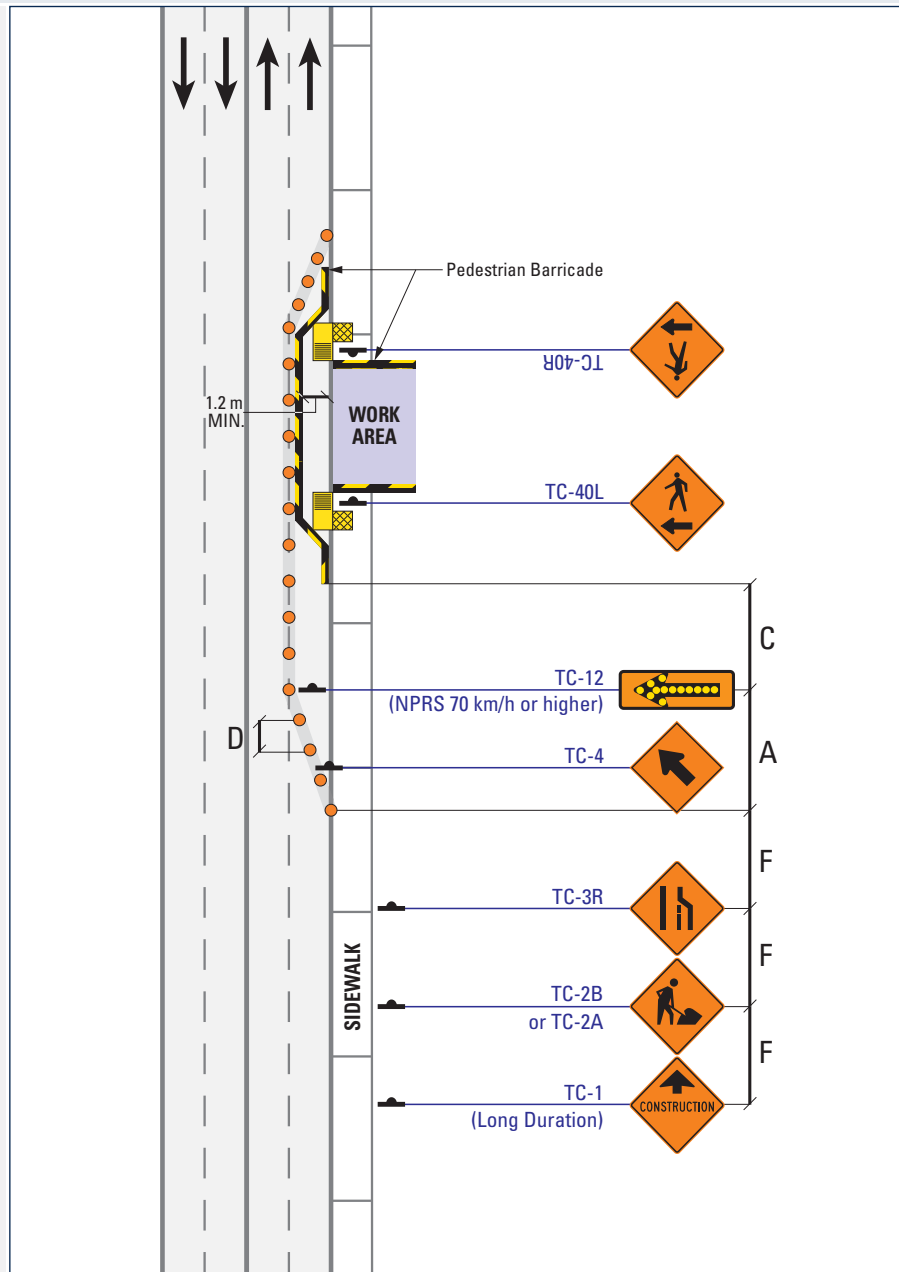 Pedestrian Barricade
TC-40R
1.2 m
MIN.
WORK
AREA
TC-40L
C
TC-12
(NPRS 70 km/h or higher)
D
TC-4
A
F
TC-3R
F
SIDEWALK
TC-2B
or TC-2A
F
TC-1
(Long Duration)
CONSTRUCTION